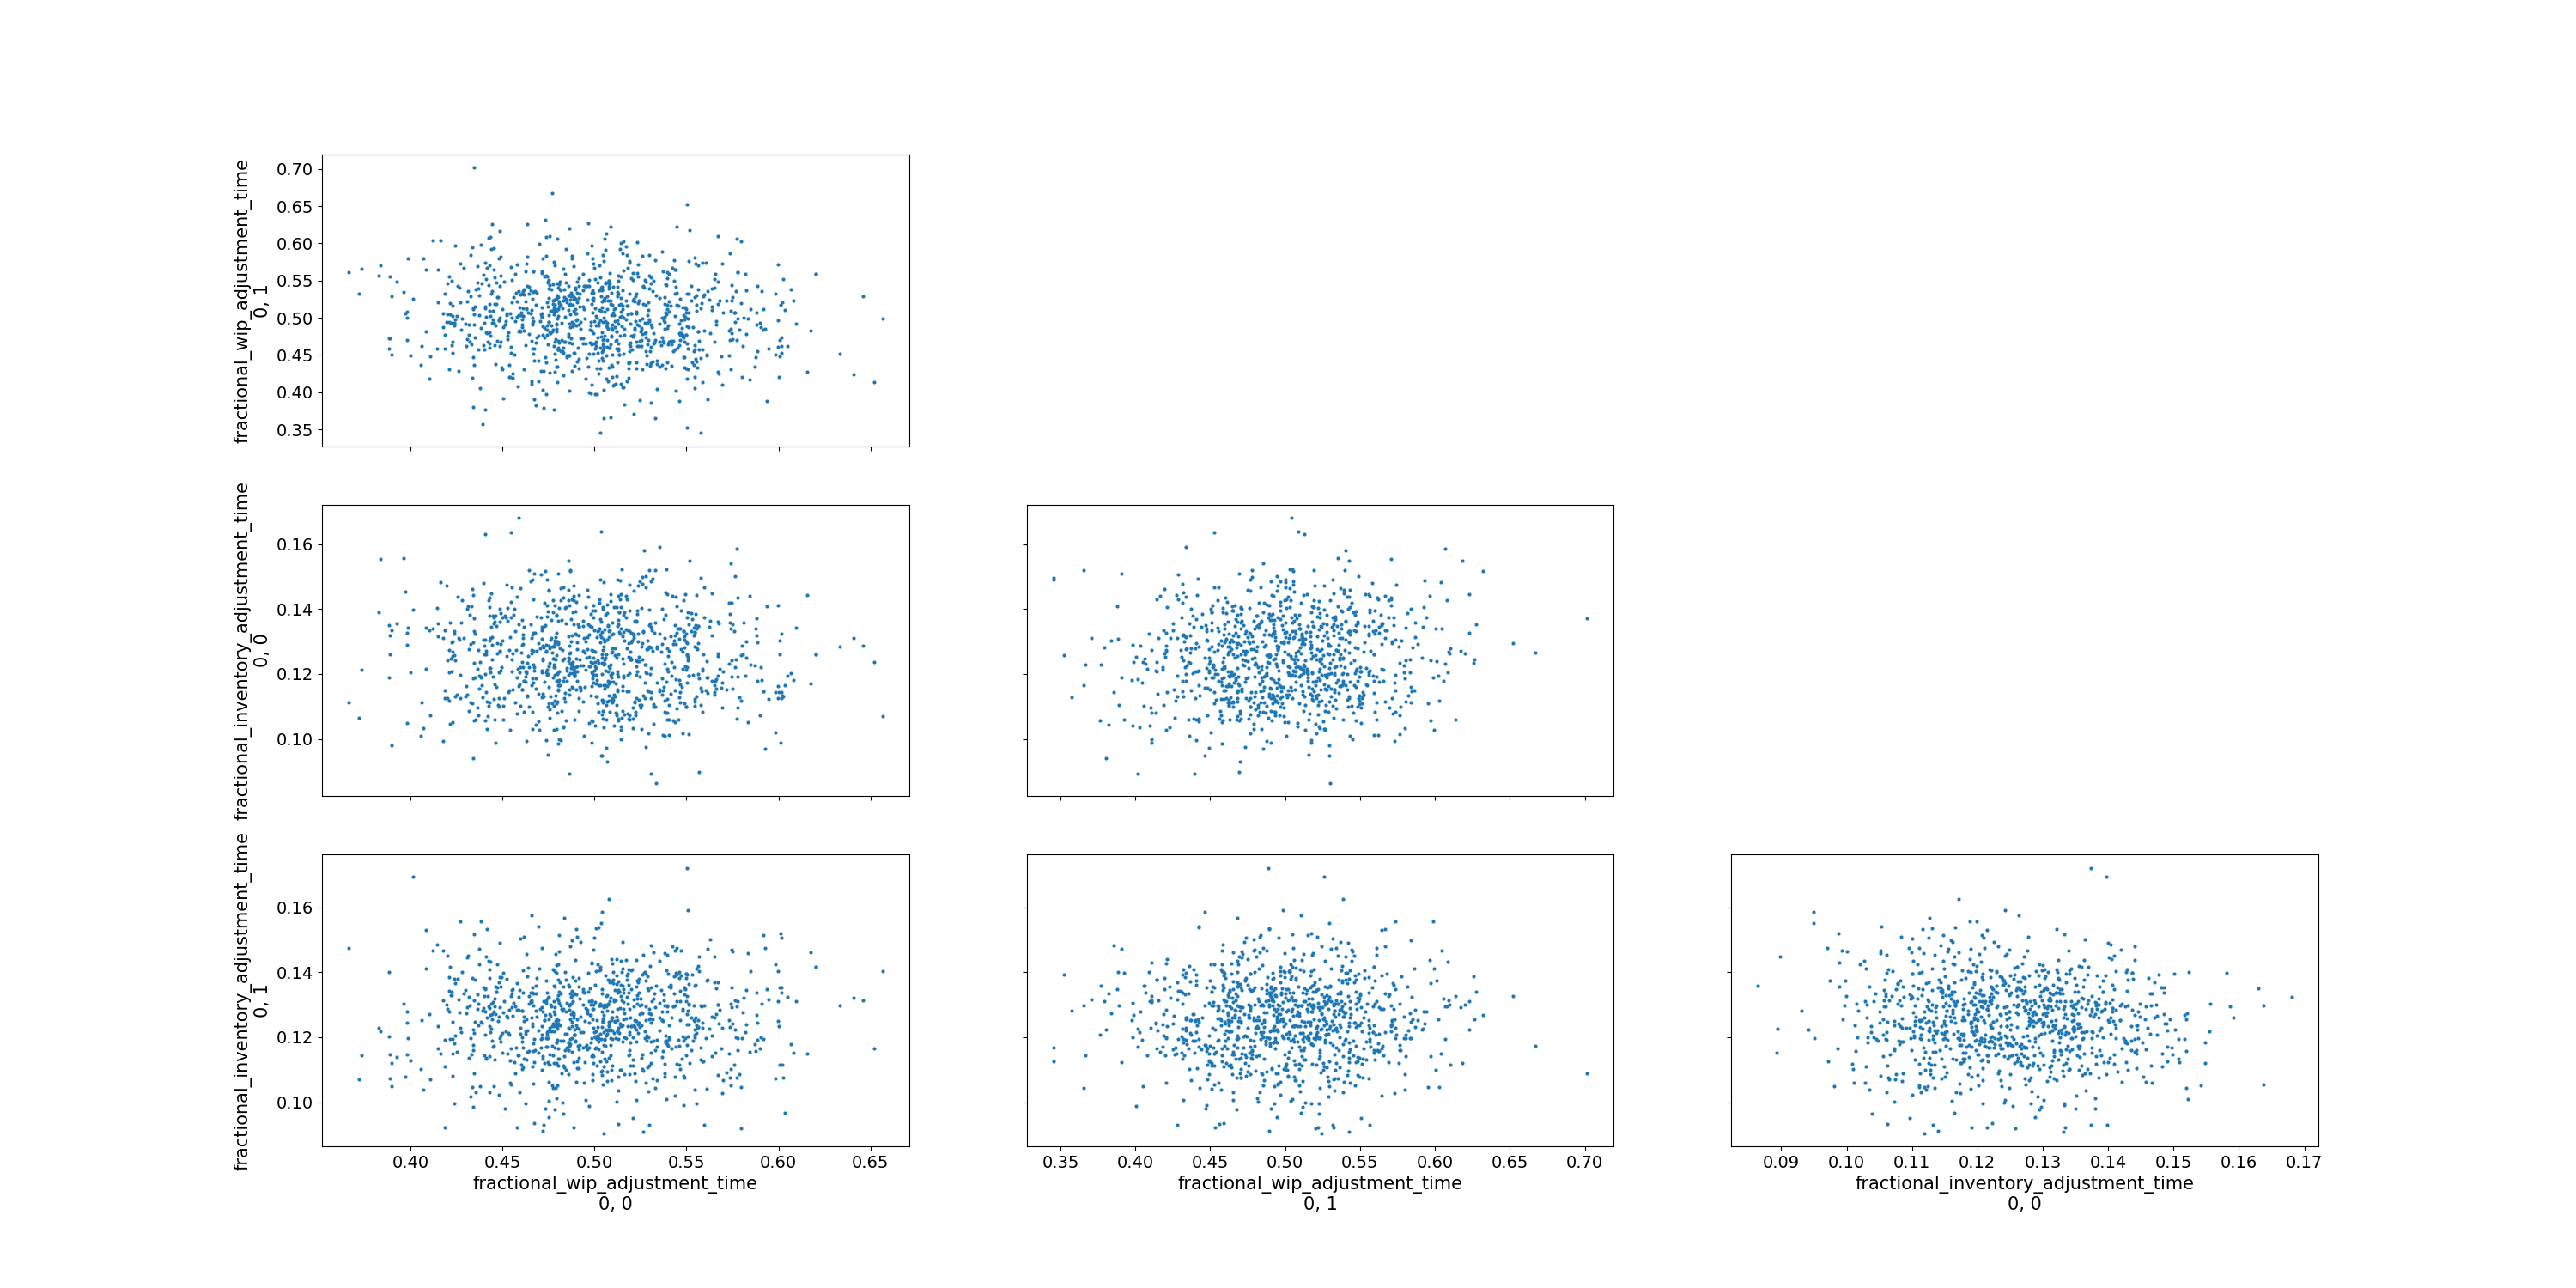 fractional_wip_adjustment_time
0, 1
0.70
0.65
0.60
0.55
0.50
0.45
0.40
0.35
fractional_inventory_adjustment_time
0, 0
0.16
0.14
0.12
0.10
fractional_inventory_adjustment_time
0, 1
0.16
0.14
0.12
0.10
0.40 0.45 0.50 0.55 0.60 0.65
fractional_wip_adjustment_time
0, 0
0.35 0.40 0.45 0.50 0.55 0.60 0.65 0.70
fractional_wip_adjustment_time
0, 1
0.09 0.10 0.11 0.12 0.13 0.14 0.15 0.16 0.17
fractional_inventory_adjustment_time
0, 0